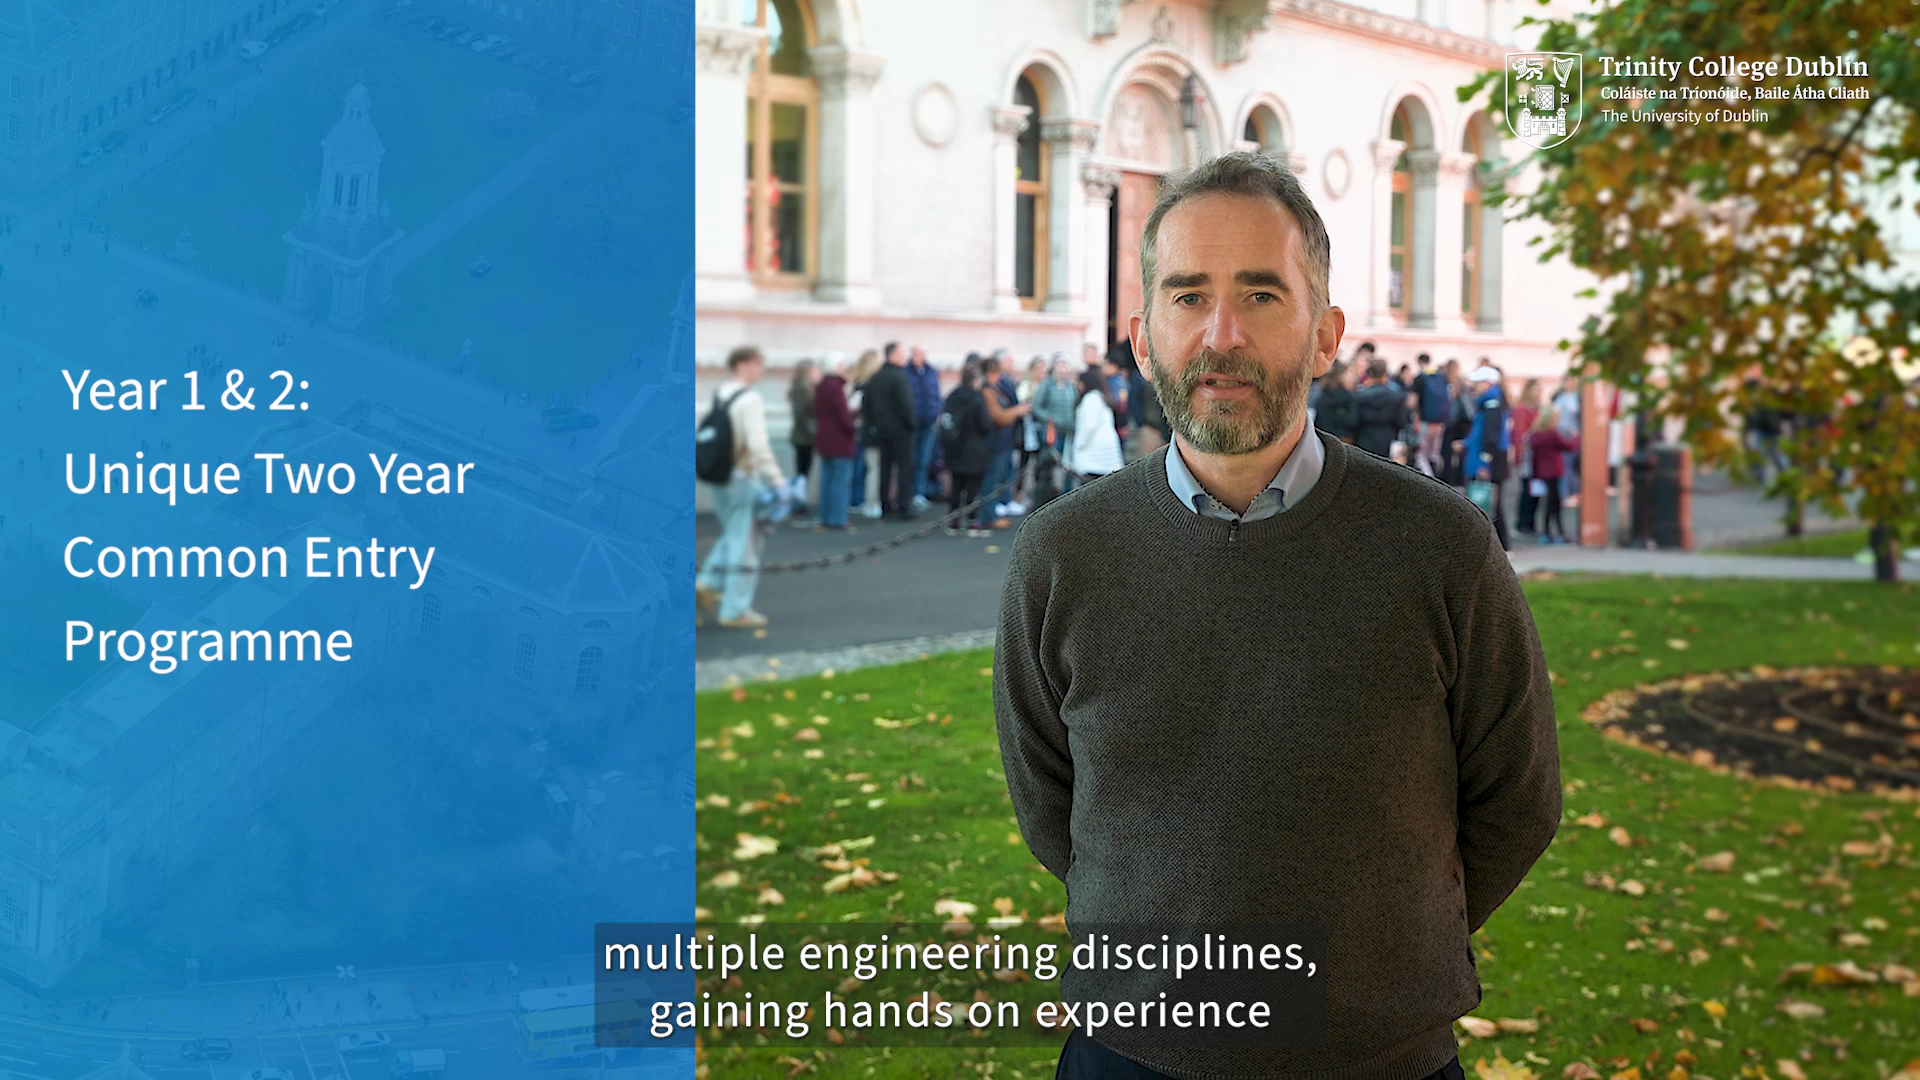 Trinity College Dublin
Coláiste na Tríonóide, Baile Átha Cliath
The University of Dublin
Year 1 & 2:
Unique Two Year
Common Entry
Programme
multiple engineering disciplines,
gaining hands on experience